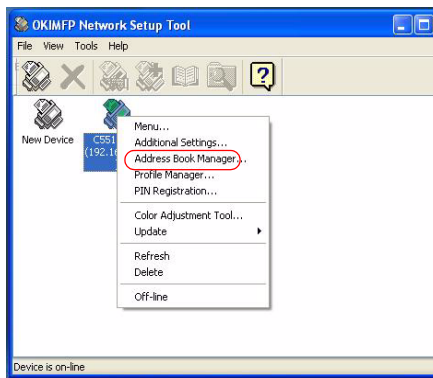 OKIMFP Network Setup Tool
File View Tools Help
New Device
Menu...
Additional Settings...
Address Book Manager...
Profile Manager...
PIN Registration...
Color Adjustment Tool...
Update
Refresh
Delete
Off-line
C551
(192.1
Device is on-line